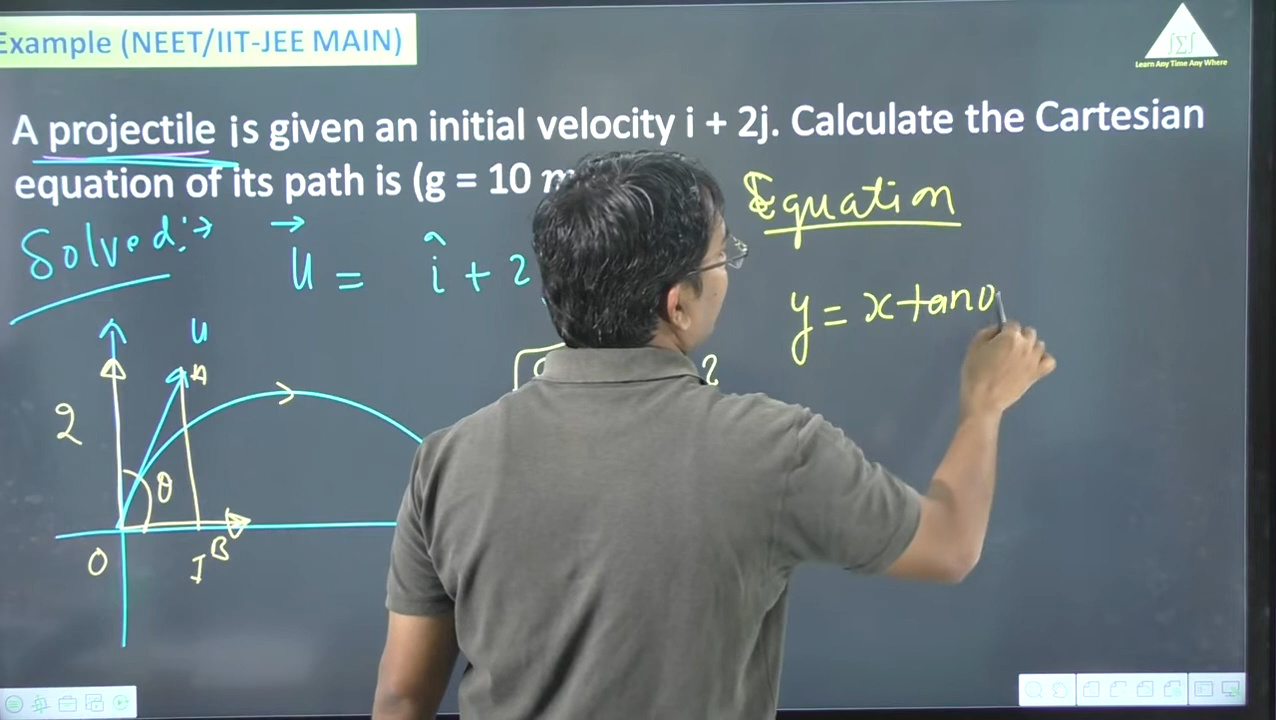 Example (NEET/IIT-JEE MAIN)
Learn Any Time Any Where
A projectile is given an initial velocity i + 2j. Calculate the Cartesian
equation of its path is (g = 10 m
Equation
Solved:→
u = i + 2
y = x tanθ
u
A
2
2
θ
O
1
B